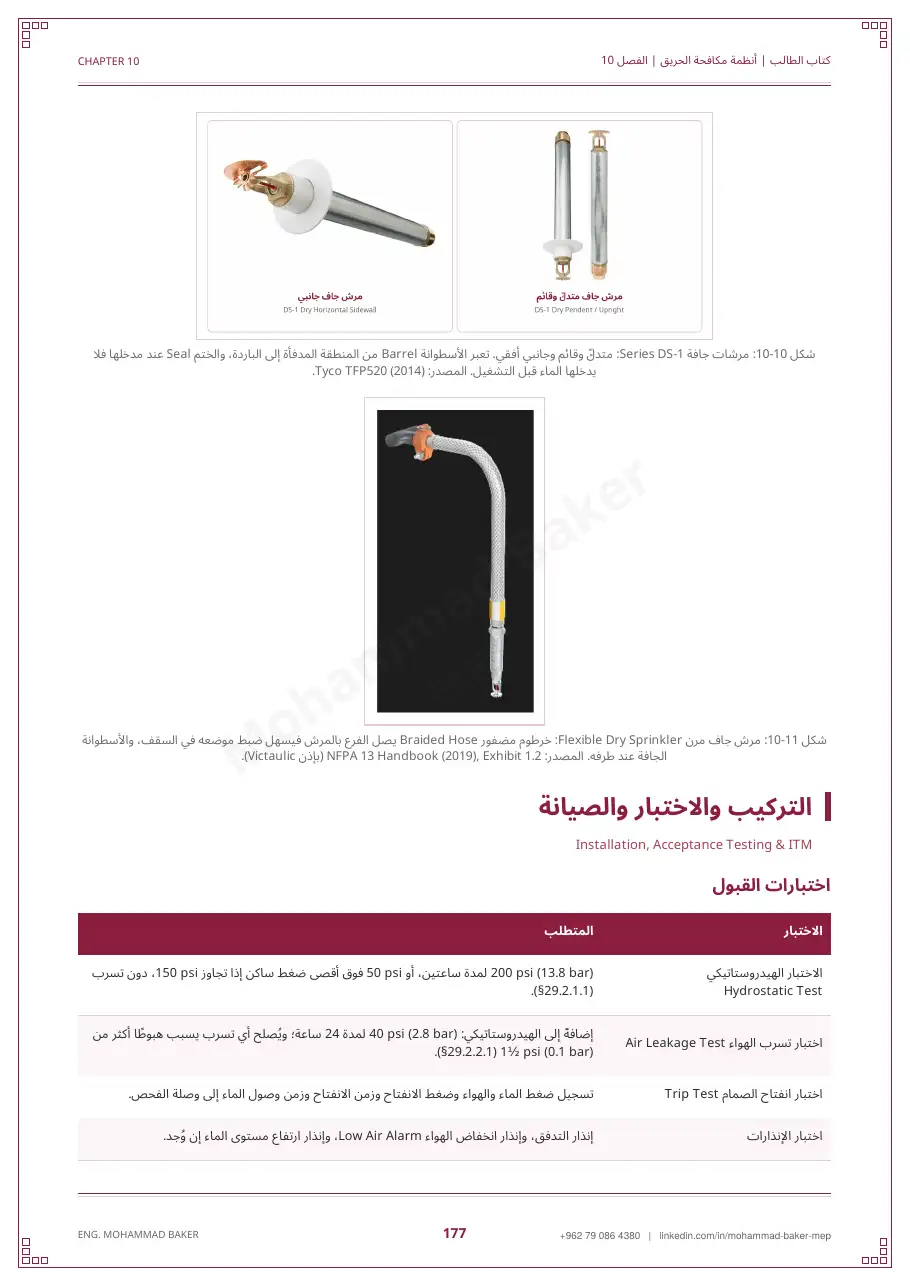 كتاب الطالب | أنظمة مكافحة الحريق | الفصل 10
CHAPTER 10
مرش جاف متدلّ وقائم
DS-1 Dry Pendent / Upright
مرش جاف جانبي
DS-1 Dry Horizontal Sidewall
شكل 10-10: مرشات جافة Series DS-1: متدلّ وقائم وجانبي أفقي. تعبر الأسطوانة Barrel من المنطقة المدفأة إلى الباردة، والختم Seal عند مدخلها فلا
يدخلها الماء قبل التشغيل. المصدر: Tyco TFP520 (2014).
Mohammad Baker
شكل 11-10: مرش جاف مرن Flexible Dry Sprinkler: خرطوم مضفور Braided Hose يصل الفرع بالمرش فيسهل ضبط موضعه في السقف، والأسطوانة
الجافة عند طرفه. المصدر: NFPA 13 Handbook (2019), Exhibit 1.2 (بإذن Victaulic).
التركيب والاختبار والصيانة
Installation, Acceptance Testing & ITM
اختبارات القبول
الاختبار
المتطلب
الاختبار الهيدروستاتيكي
Hydrostatic Test
200 psi (13.8 bar) لمدة ساعتين، أو 50 psi فوق أقصى ضغط ساكن إذا تجاوز 150 psi، دون تسرب
(§29.2.1.1).
اختبار تسرب الهواء Air Leakage Test
إضافةً إلى الهيدروستاتيكي: 40 psi (2.8 bar) لمدة 24 ساعة؛ ويُصلح أي تسرب يسبب هبوطًا أكثر من
1½ psi (0.1 bar) (§29.2.2.1).
اختبار انفتاح الصمام Trip Test
تسجيل ضغط الماء والهواء وضغط الانفتاح وزمن الانفتاح وزمن وصول الماء إلى وصلة الفحص.
اختبار الإنذارات
إنذار التدفق، وإنذار انخفاض الهواء Low Air Alarm، وإنذار ارتفاع مستوى الماء إن وُجد.
ENG. MOHAMMAD BAKER
177
+962 79 086 4380 | linkedin.com/in/mohammad-baker-mep